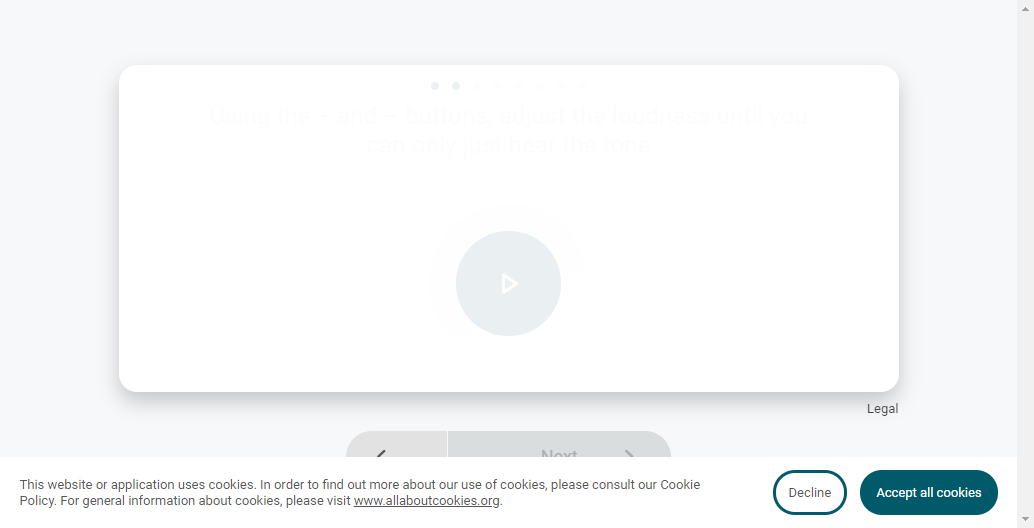 Using the + and – buttons, adjust the loudness until you
can only just hear the tone
Legal
Next
This website or application uses cookies. In order to find out more about our use of cookies, please consult our Cookie
Policy. For general information about cookies, please visit www.allaboutcookies.org.
Decline
Accept all cookies